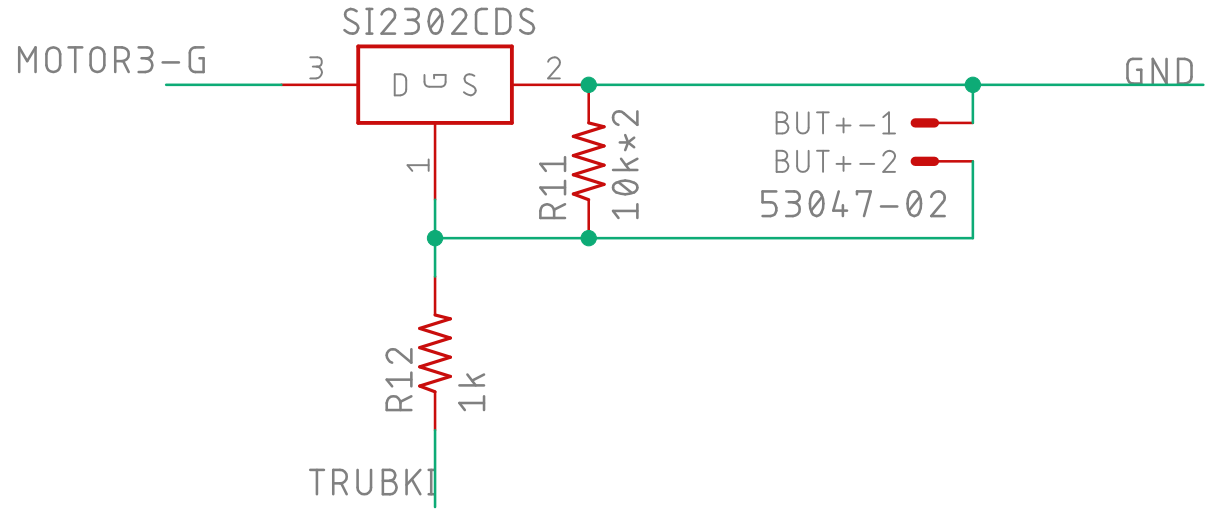 SI2302CDS
MOTOR3-G
3
D G S
2
GND
1
R11
10k*2
BUT+-1
BUT+-2
53047-02
R12
1k
TRUBKI